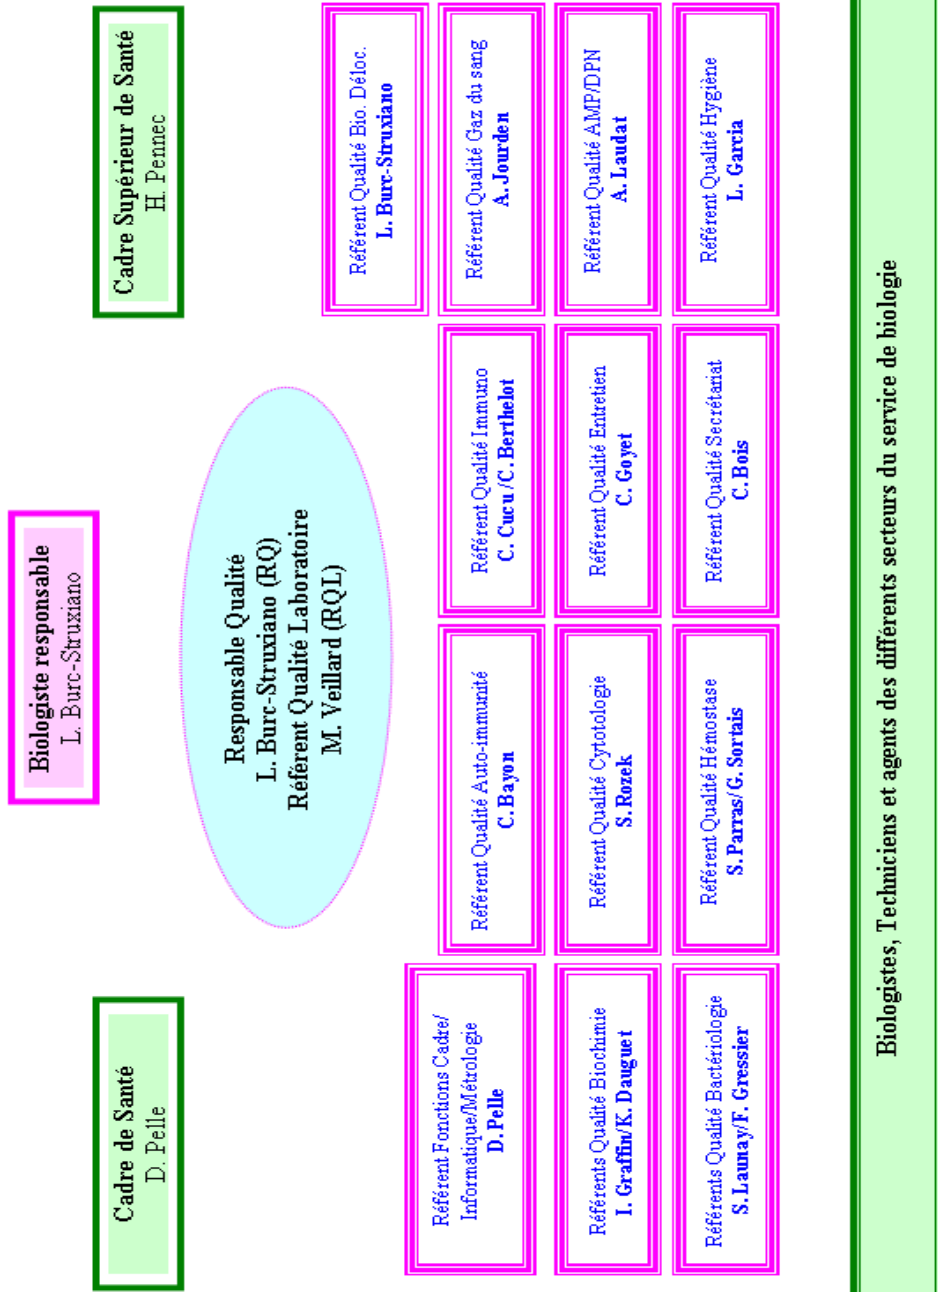 Biologiste responsable
L. Burc-Struxiano
Cadre de Santé
D. Pelle
Cadre Supérieur de Santé
H. Pennec
Responsable Qualité
L. Burc-Struxiano (RQ)
Référent Qualité Laboratoire
M. Veillard (RQL)
Référent Qualité Bio. Déloc.
L. Burc-Struxiano
Référent Fonctions Cadre/
Informatique/Métrologie
D. Pelle
Référent Qualité Auto-immunité
C. Bayon
Référent Qualité Immuno
C. Cucu /C. Berthelot
Référent Qualité Gaz du sang
A. Jourden
Référents Qualité Biochimie
I. Graffin/K. Dauguet
Référent Qualité Cytotologie
S. Rozek
Référent Qualité Entretien
C. Goyet
Référent Qualité AMP/DPN
A. Laudat
Référents Qualité Bactériologie
S. Launay/F. Gressier
Référent Qualité Hémostase
S. Parras/ G. Sortais
Référent Qualité Secrétariat
C. Bois
Référent Qualité Hygiène
L. Garcia
Biologistes, Techniciens et agents des différents secteurs du service de biologie